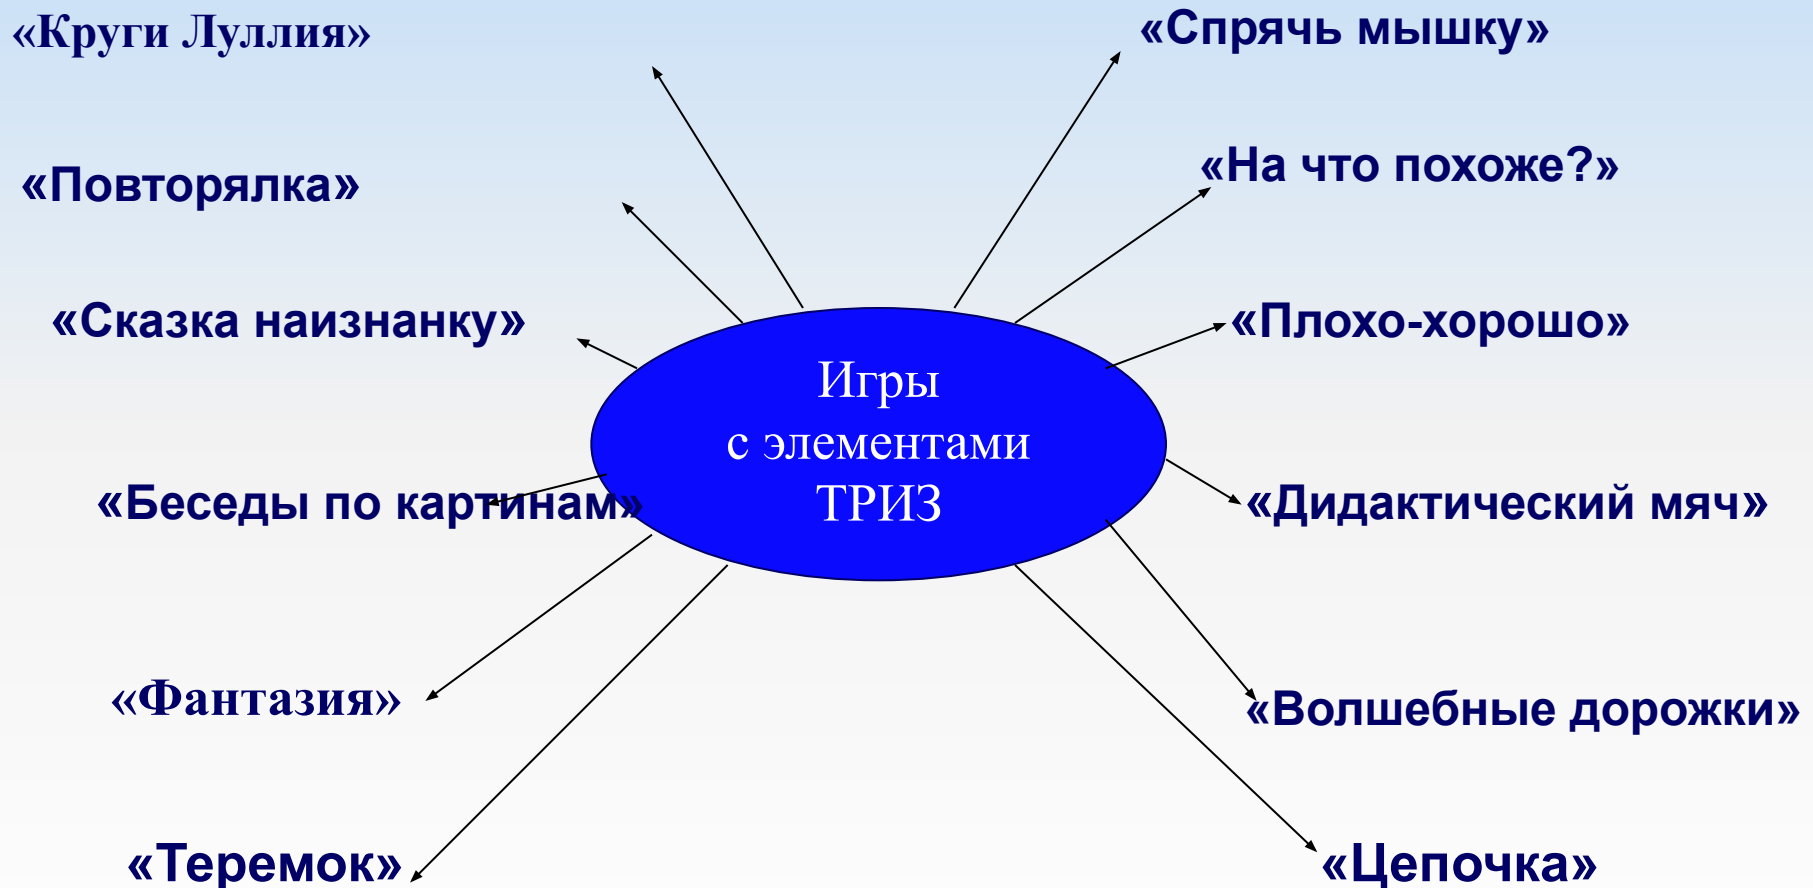 «Круги Луллия»
«Спрячь мышку»
«Повторялка»
«На что похоже?»
«Сказка наизнанку»
«Плохо-хорошо»
Игры
с элементами
ТРИЗ
«Беседы по картинам»
«Дидактический мяч»
«Фантазия»
«Волшебные дорожки»
«Теремок»
«Цепочка»